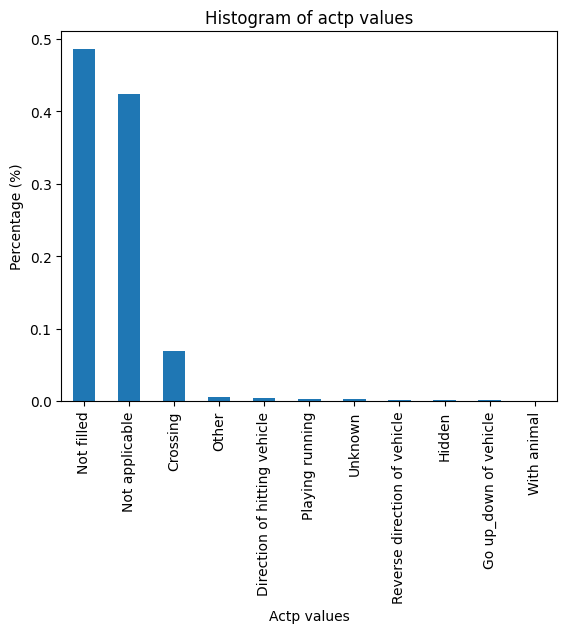 Histogram of actp values
Percentage (%)
0.5
0.4
0.3
0.2
0.1
0.0
Not filled
Not applicable
Crossing
Other
Direction of hitting vehicle
Playing running
Unknown
Reverse direction of vehicle
Hidden
Go up_down of vehicle
With animal
Actp values